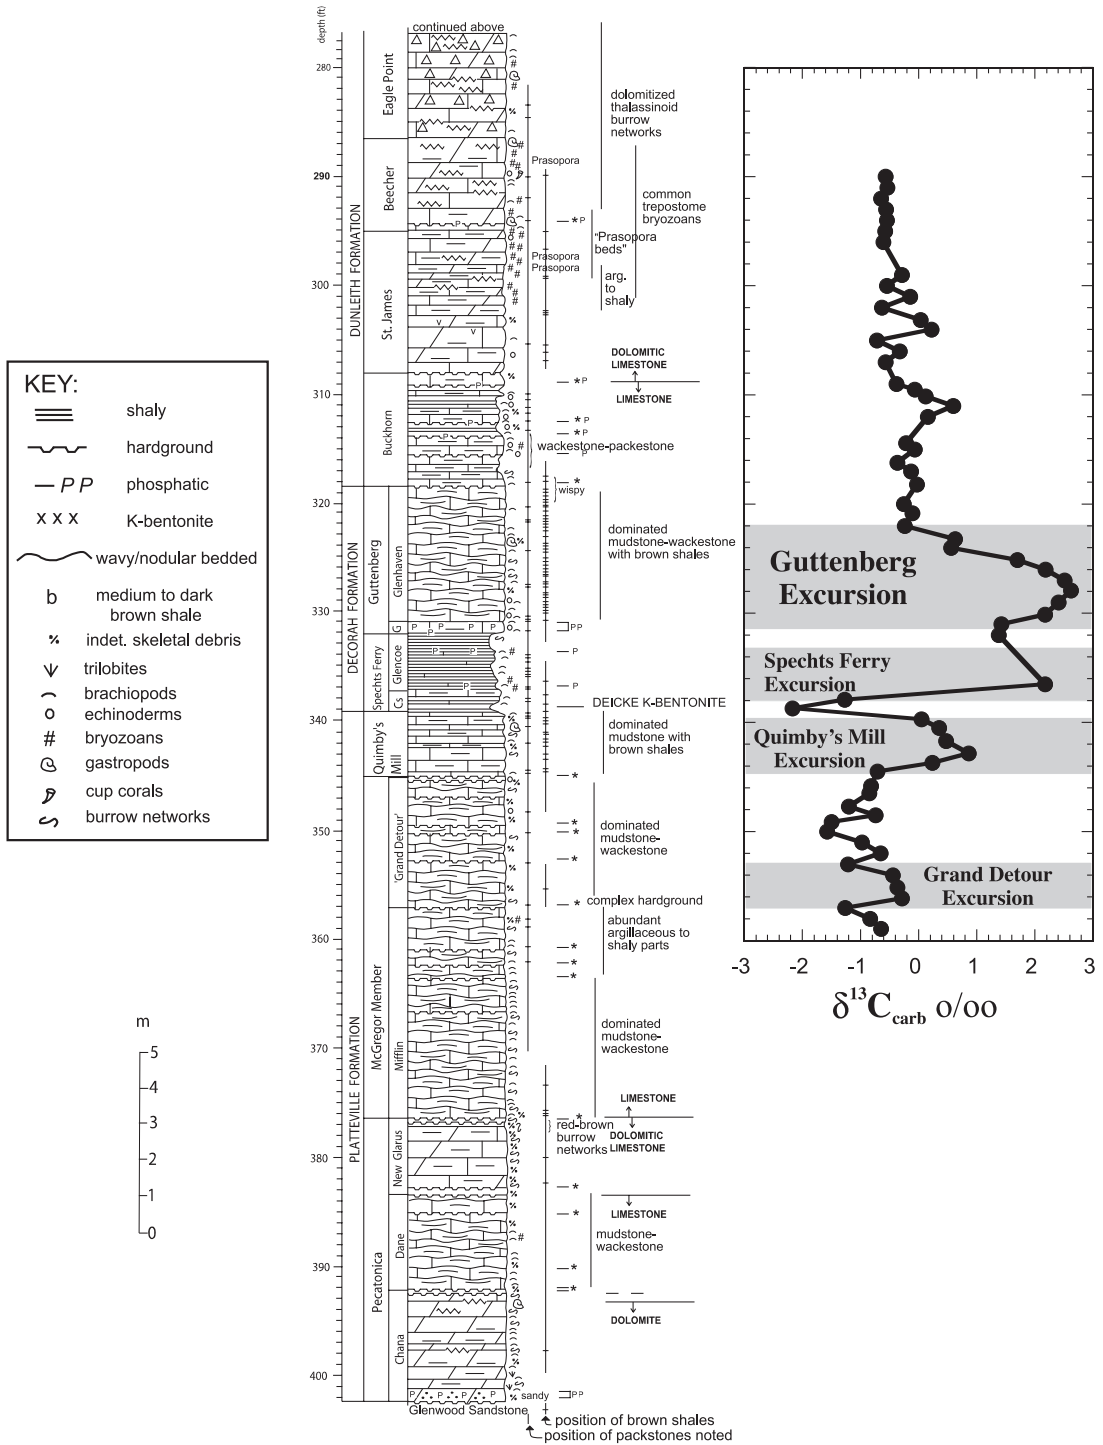 depth (ft)
continued above
280
290
300
310
320
330
340
350
360
370
380
390
400
DUNLEITH FORMATION
DECORAH FORMATION
PLATTEVILLE FORMATION
Eagle Point
Beecher
St. James
Buckhorn
Guttenberg
Glenhaven
G
Spechts Ferry
Glencoe
Cs
Quimby's
Mill
McGregor Member
'Grand Detour'
Mifflin
Pecatonica
New Glarus
Dane
Chana
Glenwood Sandstone
KEY:
shaly
hardground
P P phosphatic
x x x K-bentonite
wavy/nodular bedded
b medium to dark
brown shale
indet. skeletal debris
trilobites
brachiopods
echinoderms
# bryozoans
gastropods
cup corals
burrow networks
m
5
4
3
2
1
0
dolomitized
thalassinoid
burrow
networks
Prasopora
common
trepostome
bryozoans
* P
"Prasopora
beds"
Prasopora
Prasopora
arg.
to
shaly
DOLOMITIC
LIMESTONE
* P
LIMESTONE
* P
* P
wackestone-packestone
P
* P
wispy
dominated
mudstone-wackestone
with brown shales
PP
P
P
DEICKE K-BENTONITE
dominated
mudstone with
brown shales
*
*
*
dominated
mudstone-
wackestone
*
* complex hardground
abundant
argillaceous to
shaly parts
*
*
*
dominated
mudstone-
wackestone
LIMESTONE
*
red-brown
burrow
networks
DOLOMITIC
LIMESTONE
*
*
LIMESTONE
mudstone-
wackestone
*
*
DOLOMITE
sandy
PP
position of brown shales
position of packstones noted
Guttenberg
Excursion
Spechts Ferry
Excursion
Quimby's Mill
Excursion
Grand Detour
Excursion
-3 -2 -1 0 1 2 3
δ¹³Ccarb o/oo